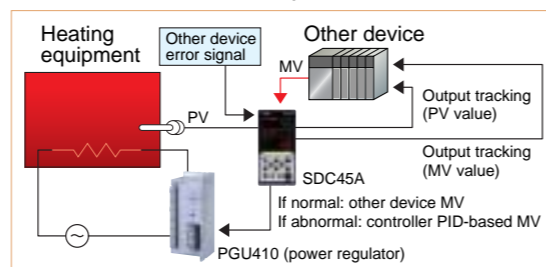 Heating
equipment
Other device
error signal
Other device
MV
PV
Output tracking
(PV value)
Output tracking
(MV value)
SDC45A
If normal: other device MV
If abnormal: controller PID-based MV
PGU410 (power regulator)